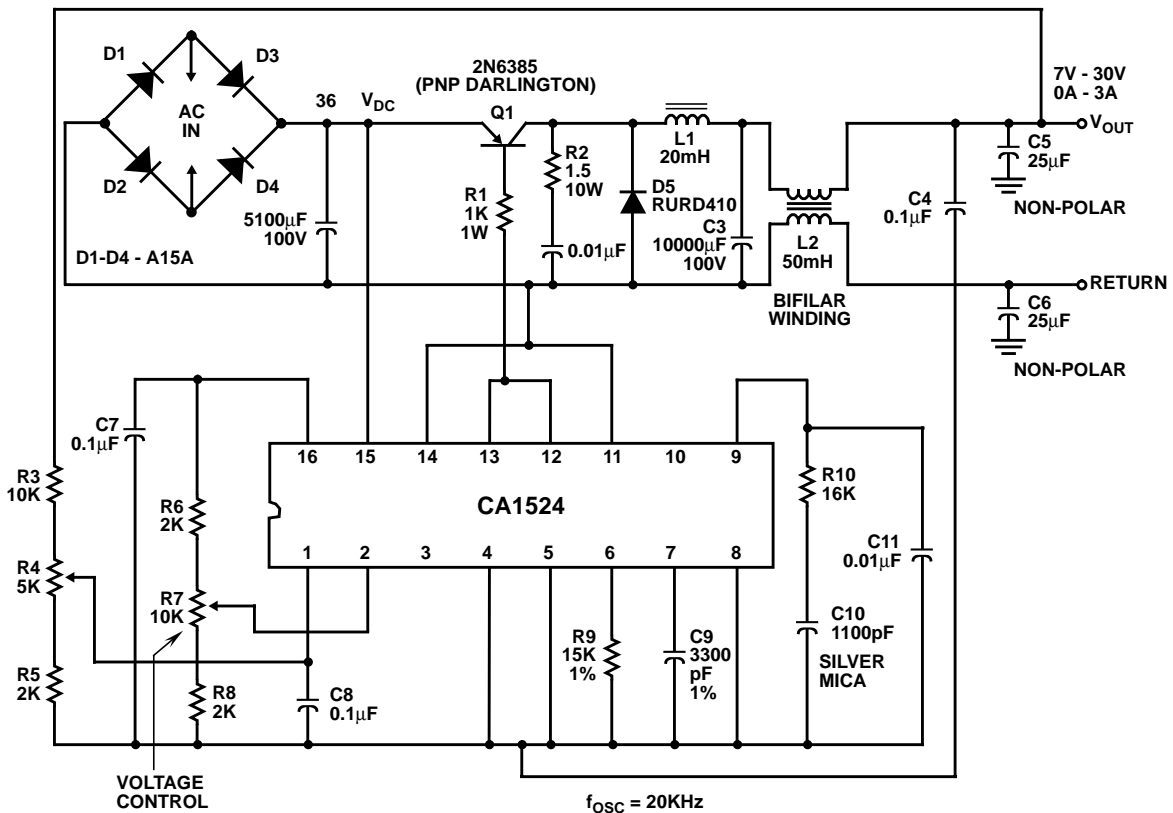 D1
D3
AC
IN
D2
D4
D1-D4 - A15A
36
V_DC
5100μF
100V
2N6385
(PNP DARLINGTON)
Q1
R1
1K
1W
R2
1.5
10W
0.01μF
D5
RURD410
L1
20mH
C3
10000μF
100V
L2
50mH
BIFILAR
WINDING
7V - 30V
0A - 3A
V_OUT
C5
25μF
NON-POLAR
C4
0.1μF
RETURN
C6
25μF
NON-POLAR
C7
0.1μF
R3
10K
R4
5K
R5
2K
R6
2K
R7
10K
R8
2K
VOLTAGE
CONTROL
16 15 14 13 12 11 10 9
CA1524
1 2 3 4 5 6 7 8
C8
0.1μF
R9
15K
1%
C9
3300
pF
1%
R10
16K
C10
1100pF
SILVER
MICA
C11
0.01μF
f_OSC = 20KHz